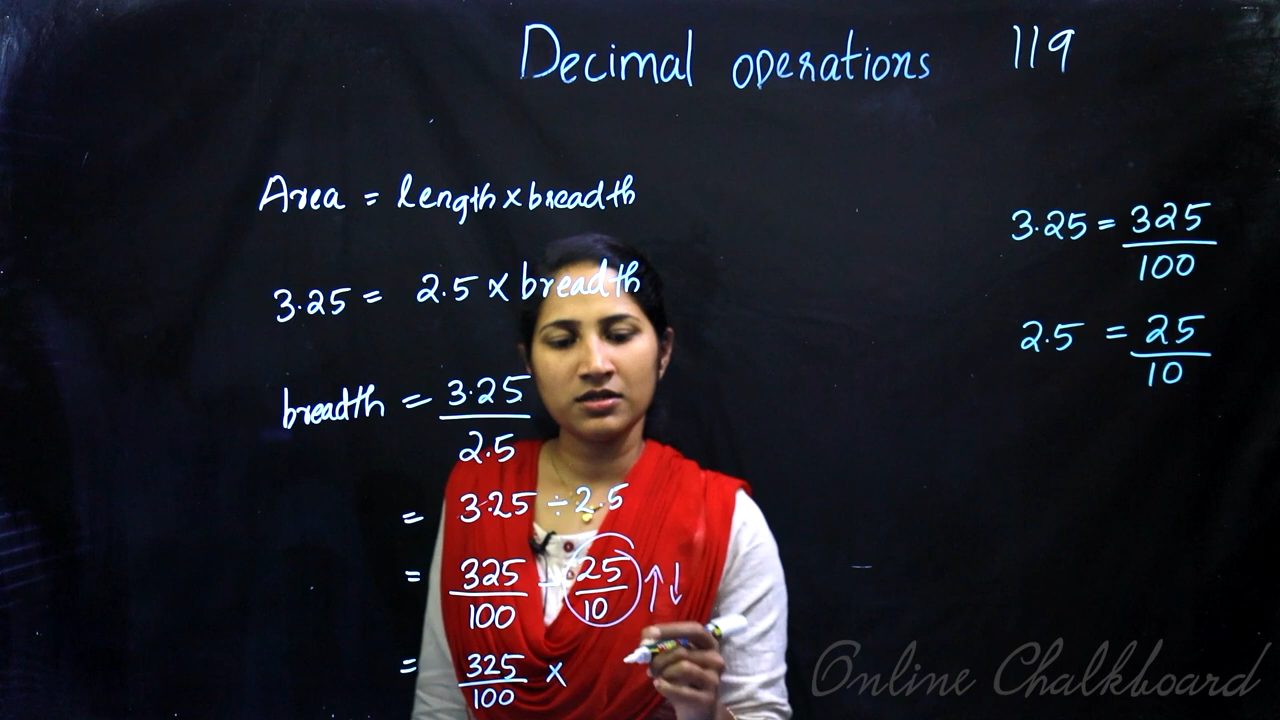 Decimal operations 119
Area = length × breadth
3.25 = 2.5 × breadth
breadth = 3.25 / 2.5
= 3.25 ÷ 2.5
= 325/100 ÷ 25/10 ↑↓
= 325/100 ×
3.25 = 325/100
2.5 = 25/10
Online Chalkboard